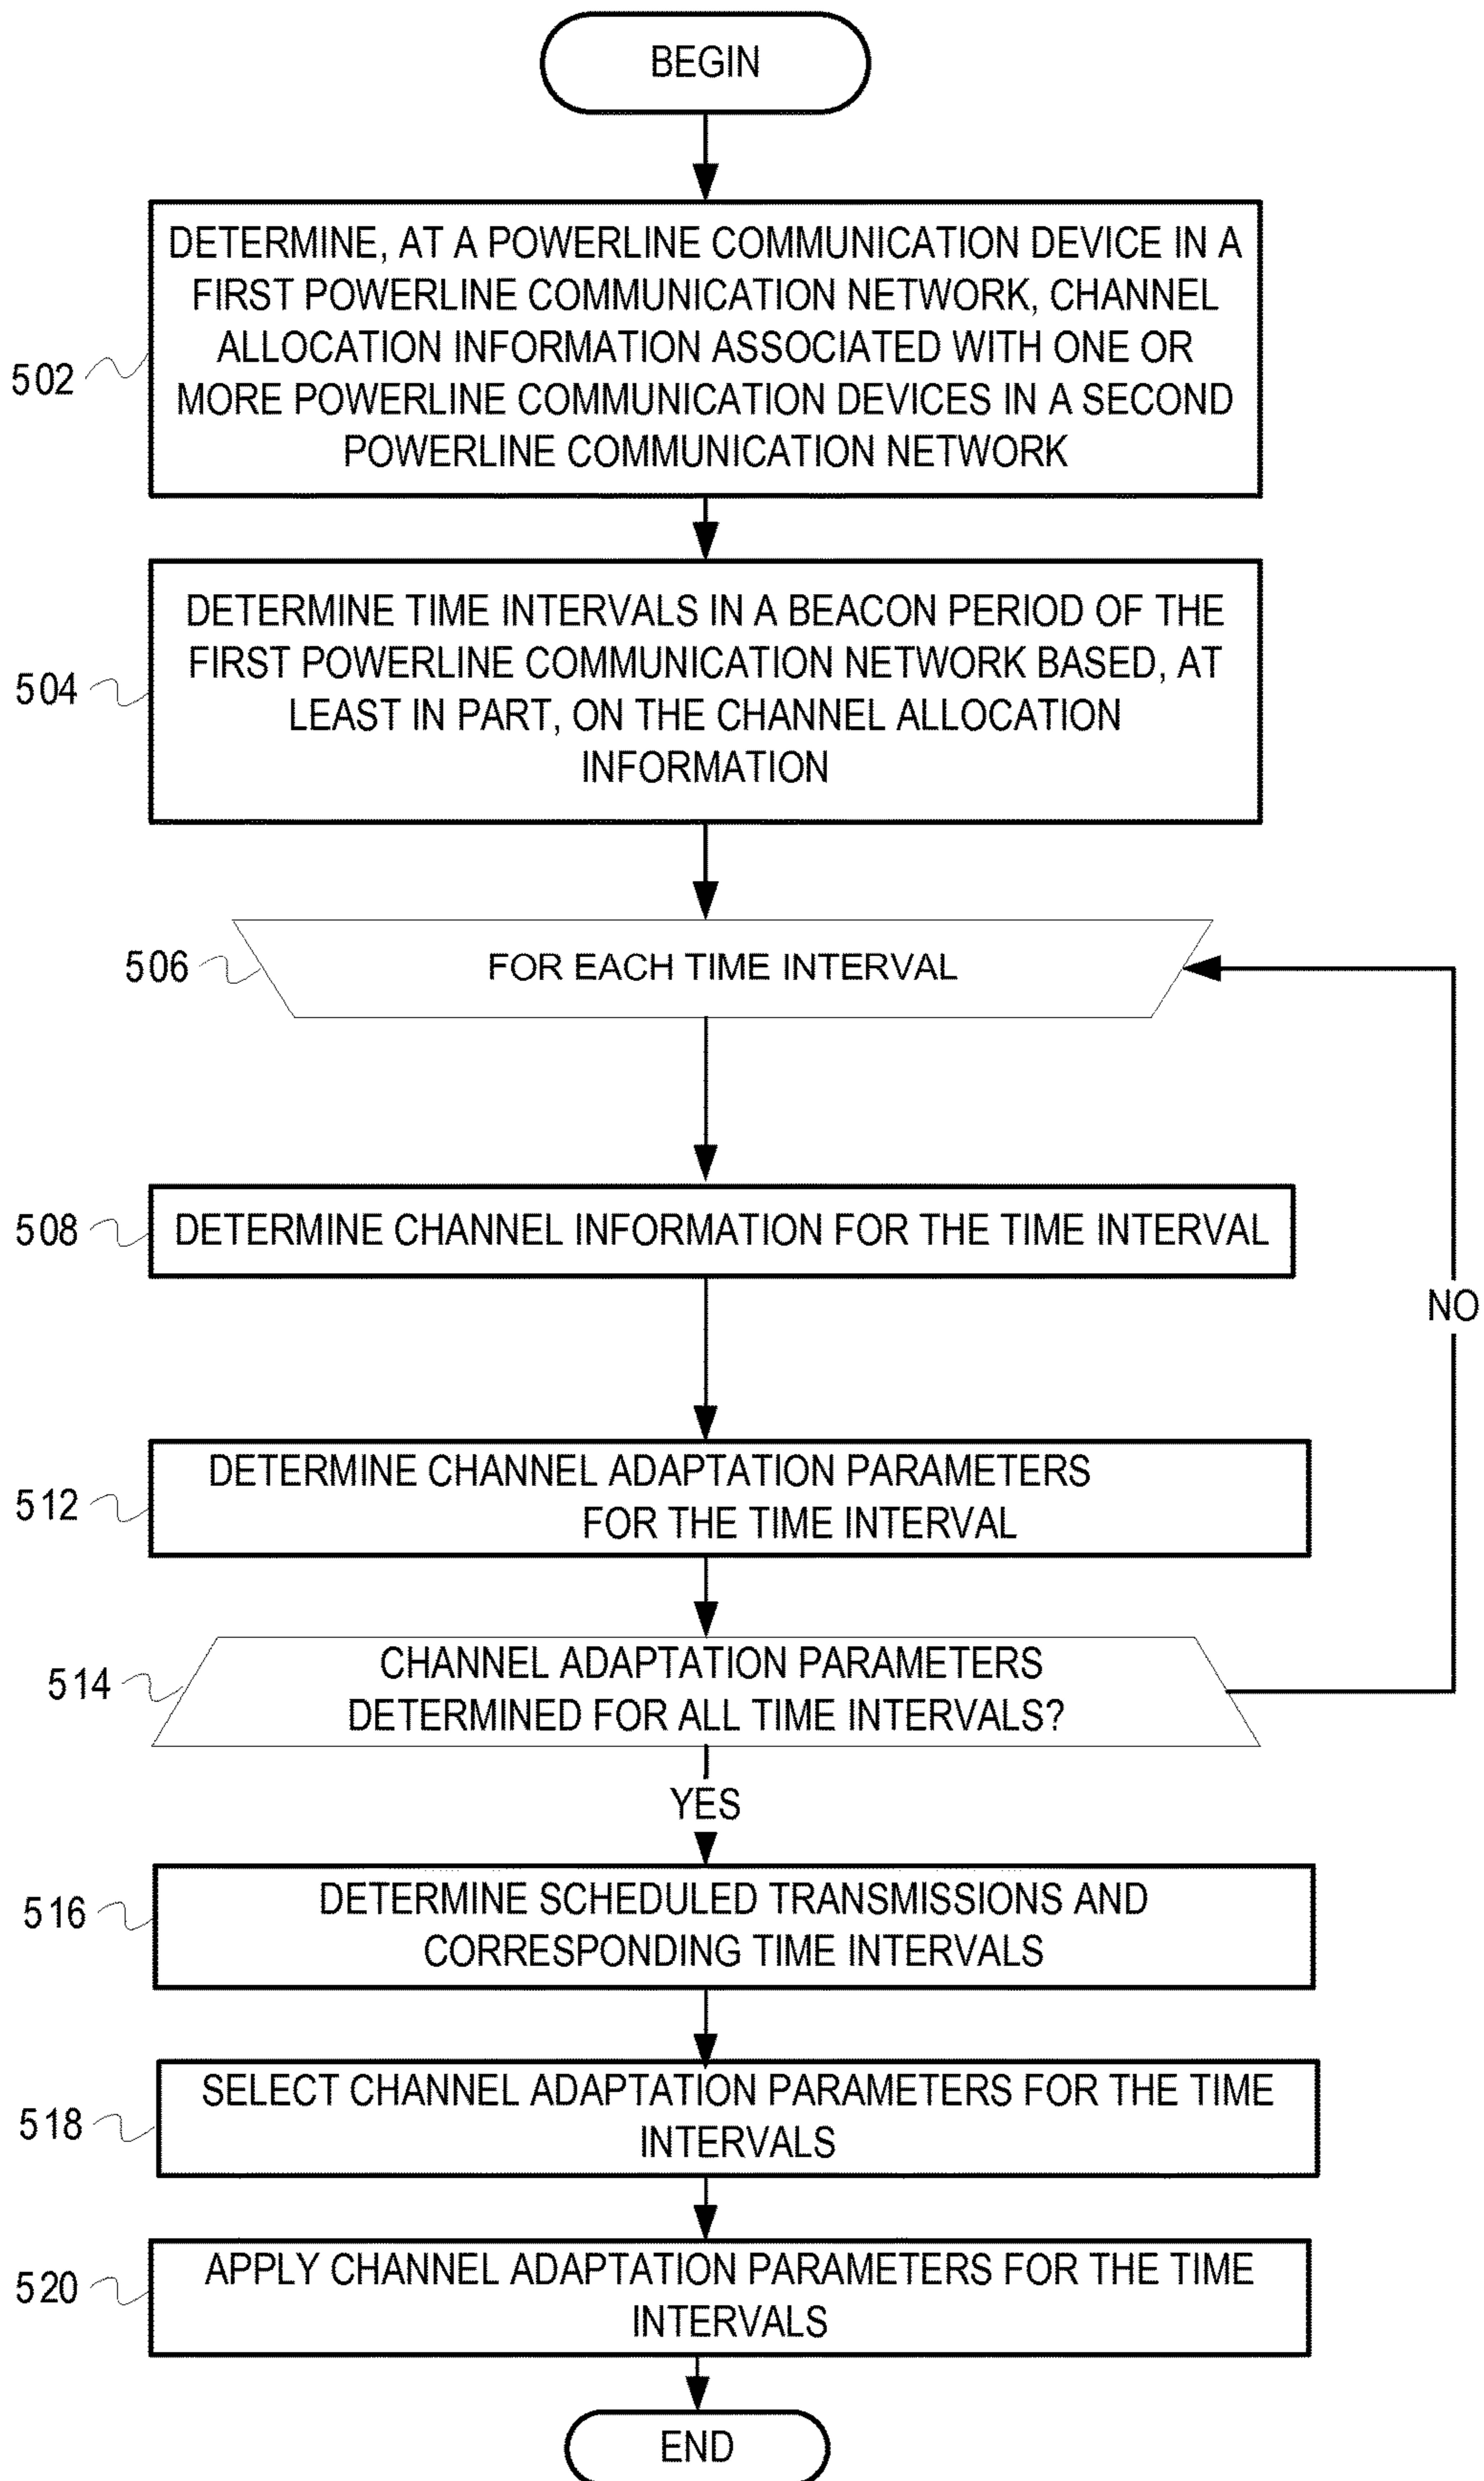 BEGIN
DETERMINE, AT A POWERLINE COMMUNICATION DEVICE IN A
FIRST POWERLINE COMMUNICATION NETWORK, CHANNEL
ALLOCATION INFORMATION ASSOCIATED WITH ONE OR
MORE POWERLINE COMMUNICATION DEVICES IN A SECOND
POWERLINE COMMUNICATION NETWORK
502
DETERMINE TIME INTERVALS IN A BEACON PERIOD OF THE
FIRST POWERLINE COMMUNICATION NETWORK BASED, AT
LEAST IN PART, ON THE CHANNEL ALLOCATION
INFORMATION
504
506
FOR EACH TIME INTERVAL
508
DETERMINE CHANNEL INFORMATION FOR THE TIME INTERVAL
NO
512
DETERMINE CHANNEL ADAPTATION PARAMETERS
FOR THE TIME INTERVAL
514
CHANNEL ADAPTATION PARAMETERS
DETERMINED FOR ALL TIME INTERVALS?
YES
516
DETERMINE SCHEDULED TRANSMISSIONS AND
CORRESPONDING TIME INTERVALS
518
SELECT CHANNEL ADAPTATION PARAMETERS FOR THE TIME
INTERVALS
520
APPLY CHANNEL ADAPTATION PARAMETERS FOR THE TIME
INTERVALS
END